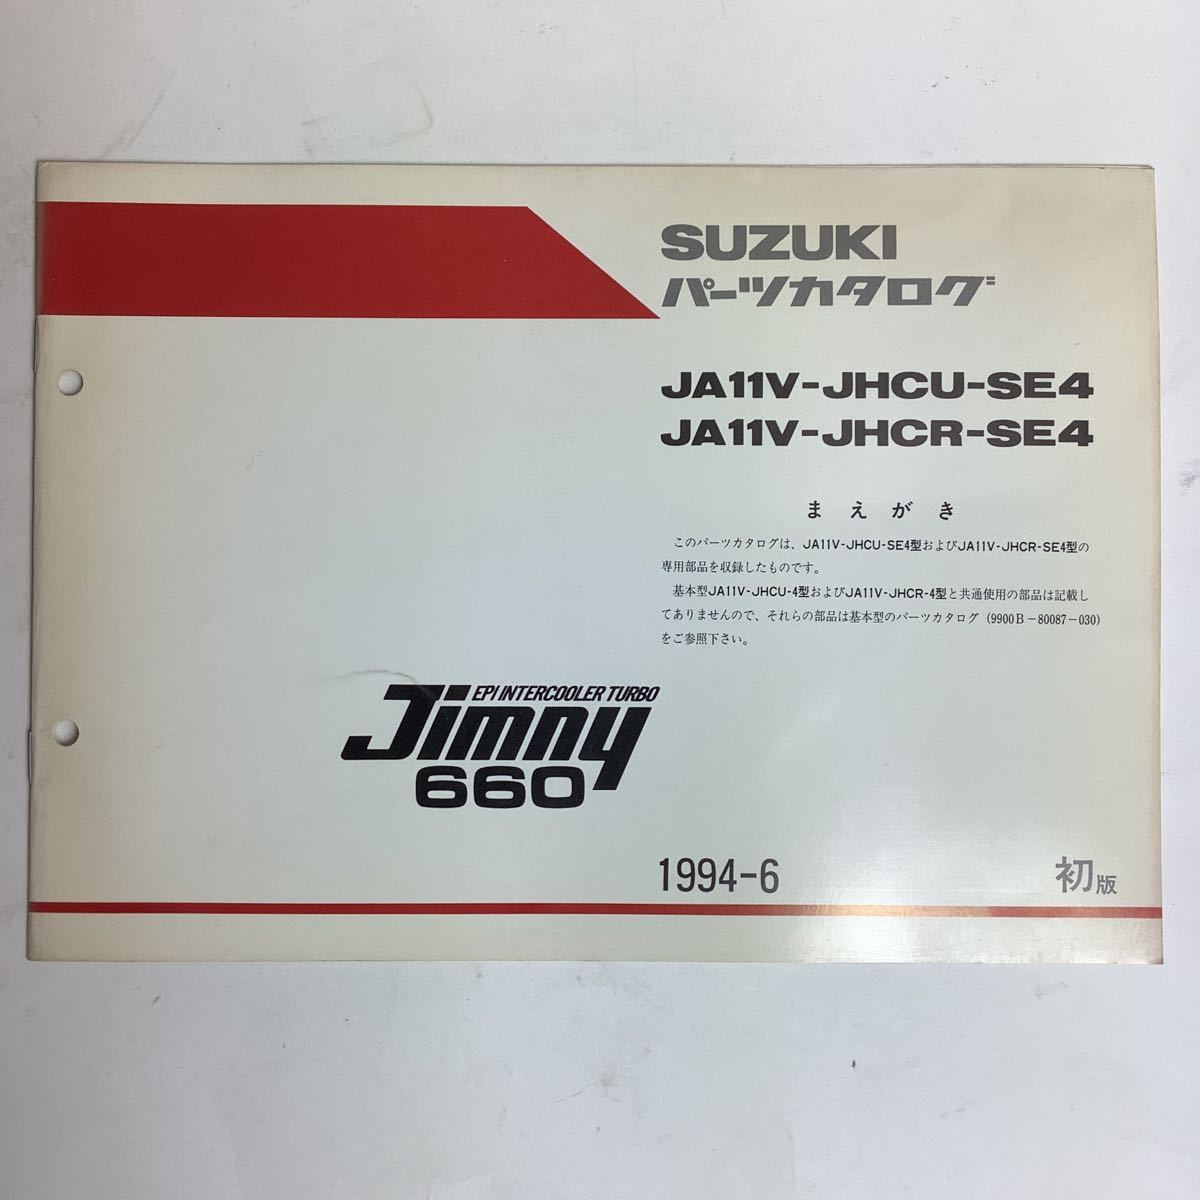 SUZUKI
パーツカタログ
JA11V-JHCU-SE4
JA11V-JHCR-SE4
まえがき
このパーツカタログは、JA11V-JHCU-SE4型およびJA11V-JHCR-SE4型の
専用部品を収録したものです。
基本型JA11V-JHCU-4型およびJA11V-JHCR-4型と共通使用の部品は記載し
てありませんので、それらの部品は基本型のパーツカタログ(9900B-80087-030)
をご参照下さい。
EPI INTERCOOLER TURBO
Jimny
660
1994-6 初版